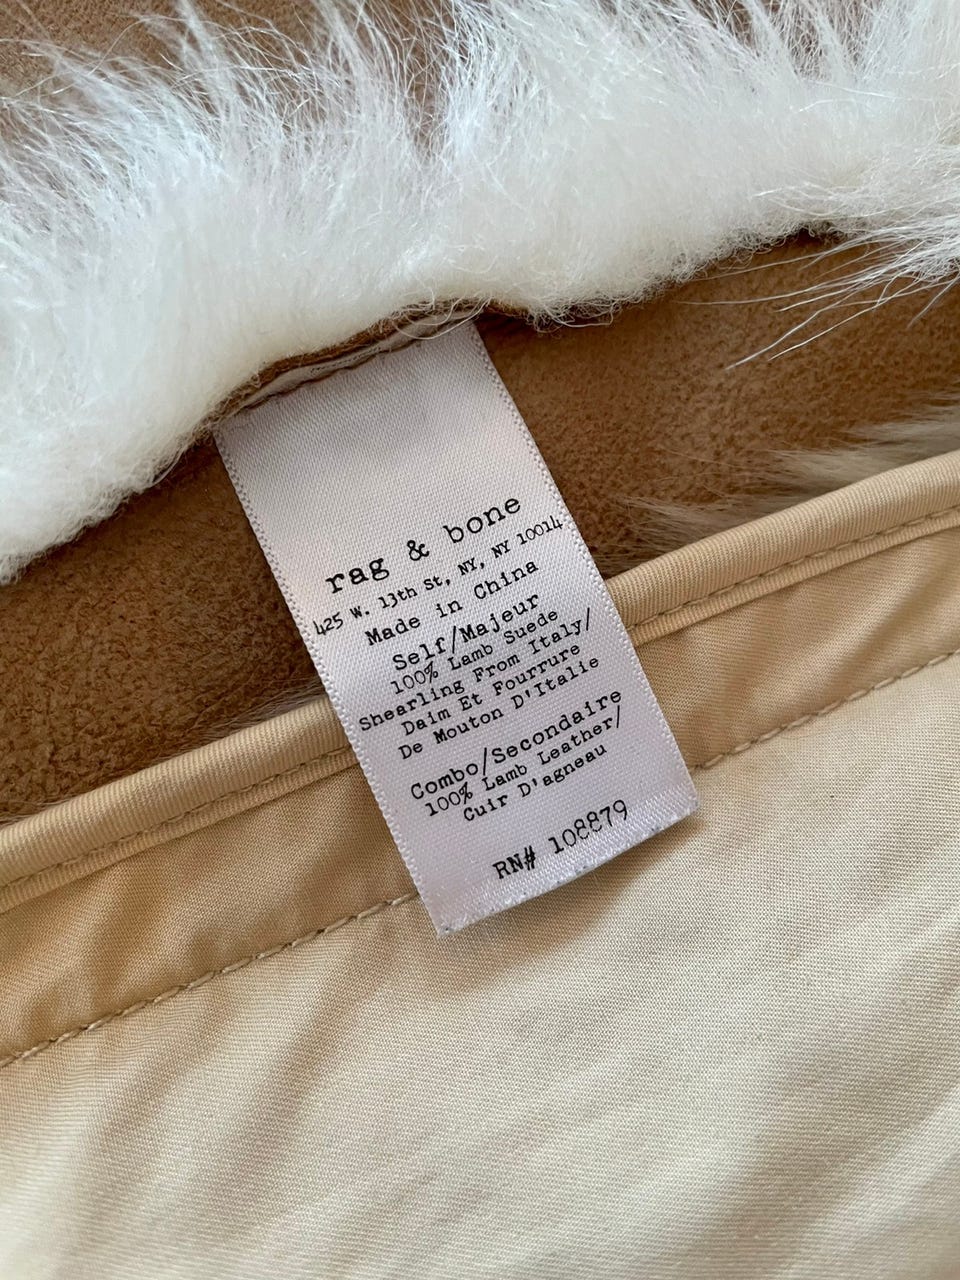 rag & bone
425 W. 13th St, NY, NY 10014
Made in China
Self/Majeur
100% Lamb Suede
Shearling From Italy/
Daim Et Fourrure
De Mouton D'Italie
Combo/Secondaire
100% Lamb Leather/
Cuir D'agneau
RN# 108879